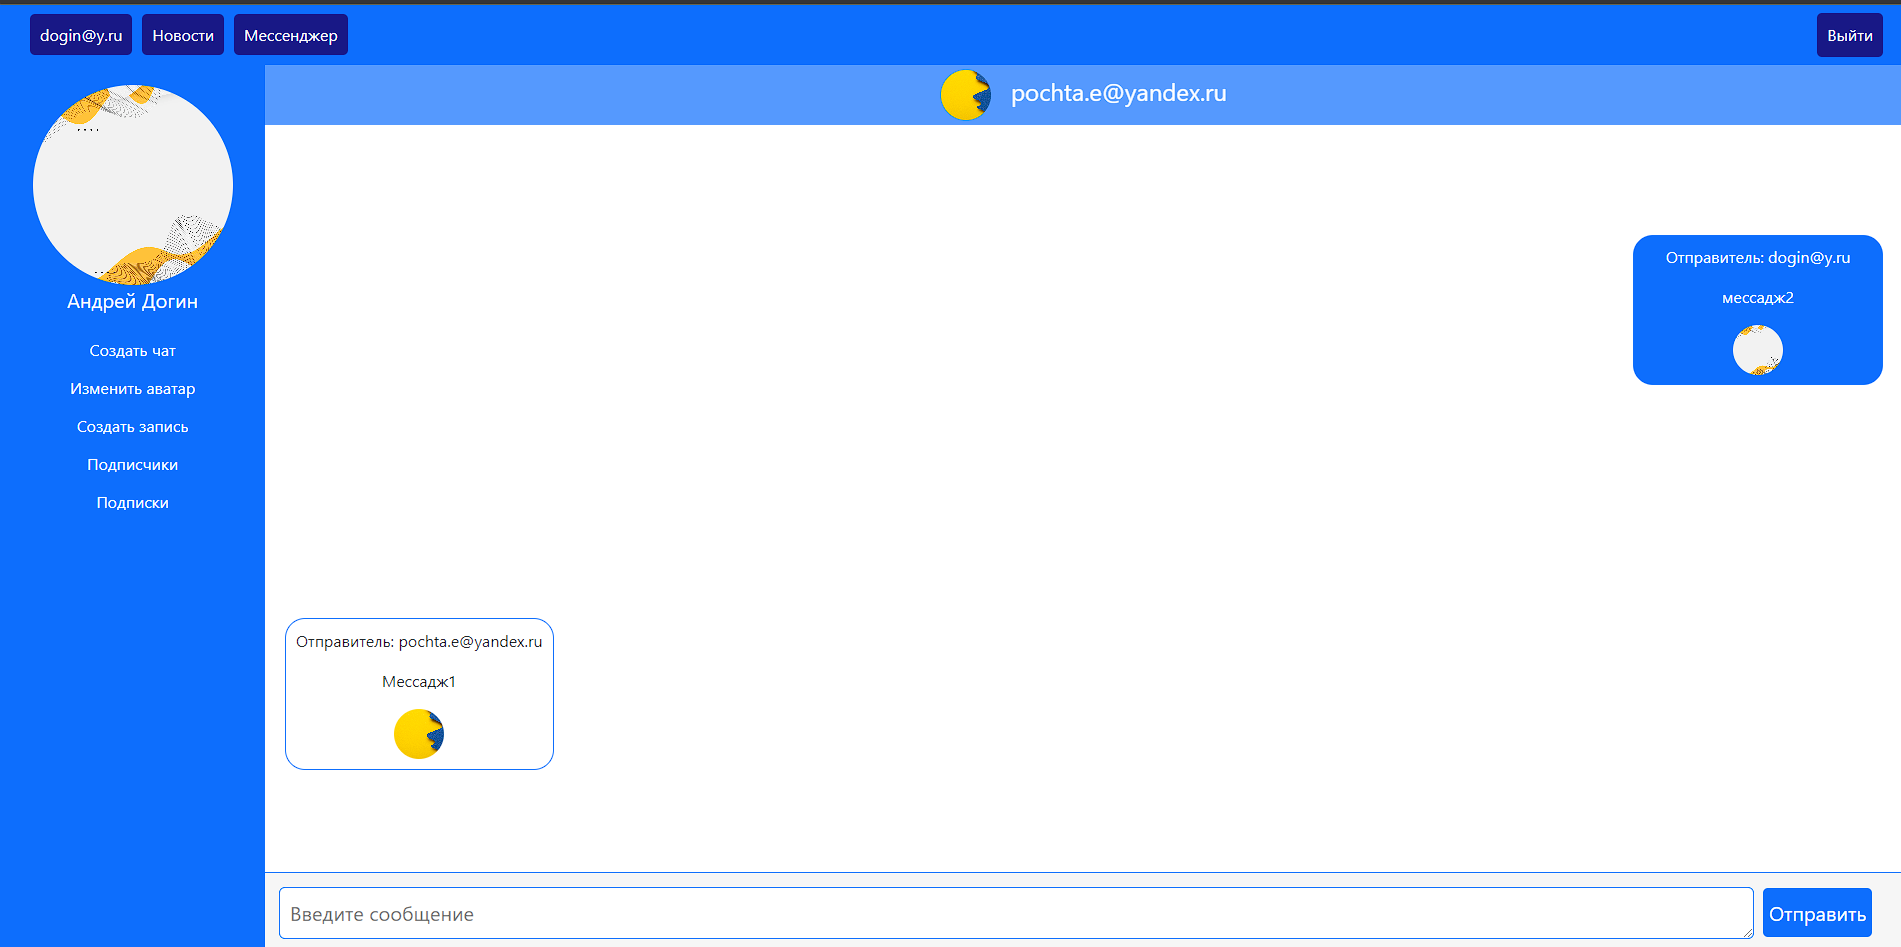 dogin@y.ru
Новости
Мессенджер
Выйти
pochta.e@yandex.ru
Андрей Догин
Создать чат
Изменить аватар
Создать запись
Подписчики
Подписки
Отправитель: dogin@y.ru
мессадж2
Отправитель: pochta.e@yandex.ru
Мессадж1
Введите сообщение
Отправить